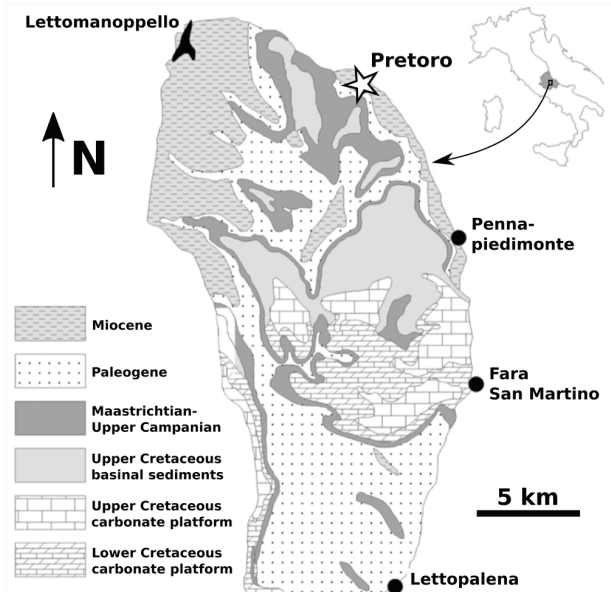 Lettomanoppello
Pretoro
N
Penna-
piedimonte
Miocene
Paleogene
Fara
San Martino
Maastrichtian-
Upper Campanian
Upper Cretaceous
basinal sediments
Upper Cretaceous
carbonate platform
5 km
Lower Cretaceous
carbonate platform
Lettopalena